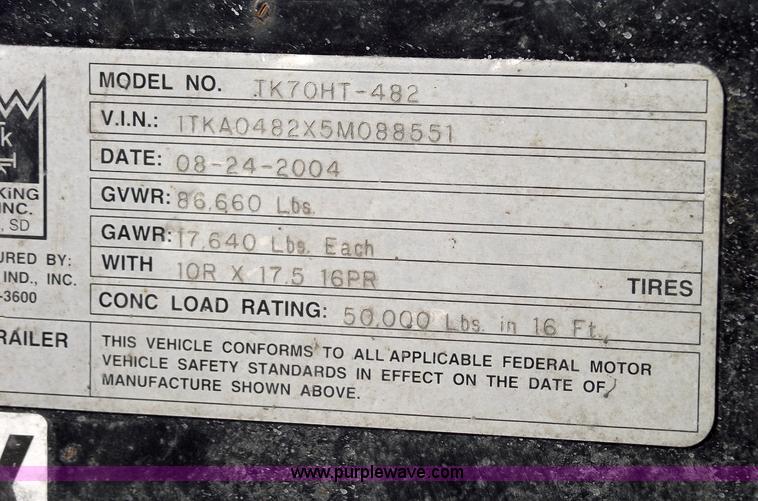 MODEL NO. TK70HT-482
V.I.N.: 1TKA0482X5M088551
DATE: 08-24-2004
GVWR: 86,660 Lbs.
GAWR: 17,640 Lbs. Each
WITH 10R X 17.5 16PR TIRES
CONC LOAD RATING: 50,000 Lbs. in 16 Ft.
THIS VEHICLE CONFORMS TO ALL APPLICABLE FEDERAL MOTOR
VEHICLE SAFETY STANDARDS IN EFFECT ON THE DATE OF
MANUFACTURE SHOWN ABOVE.
k
KiNG
INC.
, SD
URED BY:
IND., INC.
-3600
RAILER
www.purplewave.com